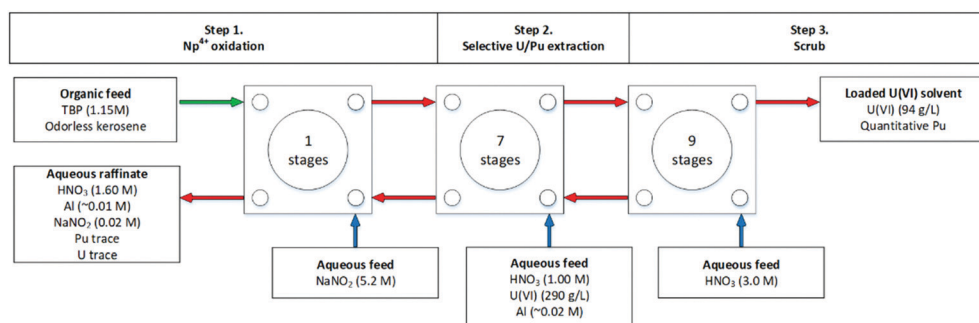 Step 1.
Np⁴⁺ oxidation
Step 2.
Selective U/Pu extraction
Step 3.
Scrub
Organic feed
TBP (1.15M)
Odorless kerosene
1
stages
7
stages
9
stages
Loaded U(VI) solvent
U(VI) (94 g/L)
Quantitative Pu
Aqueous raffinate
HNO₃ (1.60 M)
Al (~0.01 M)
NaNO₂ (0.02 M)
Pu trace
U trace
Aqueous feed
NaNO₂ (5.2 M)
Aqueous feed
HNO₃ (1.00 M)
U(VI) (290 g/L)
Al (~0.02 M)
Aqueous feed
HNO₃ (3.0 M)